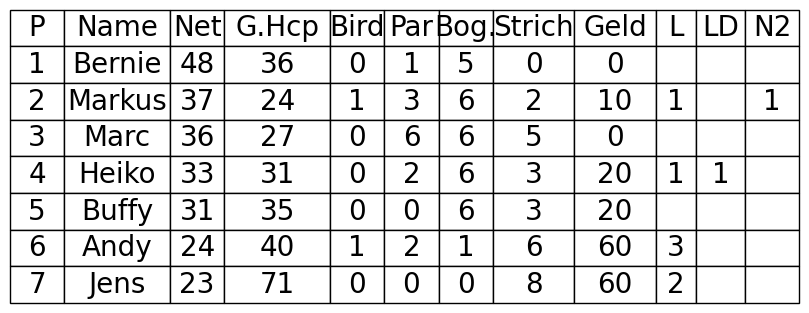 P Name Net G.Hcp Bird Par Bog. Strich Geld L LD N2
1 Bernie 48 36 0 1 5 0 0
2 Markus 37 24 1 3 6 2 10 1 1
3 Marc 36 27 0 6 6 5 0
4 Heiko 33 31 0 2 6 3 20 1 1
5 Buffy 31 35 0 0 6 3 20
6 Andy 24 40 1 2 1 6 60 3
7 Jens 23 71 0 0 0 8 60 2